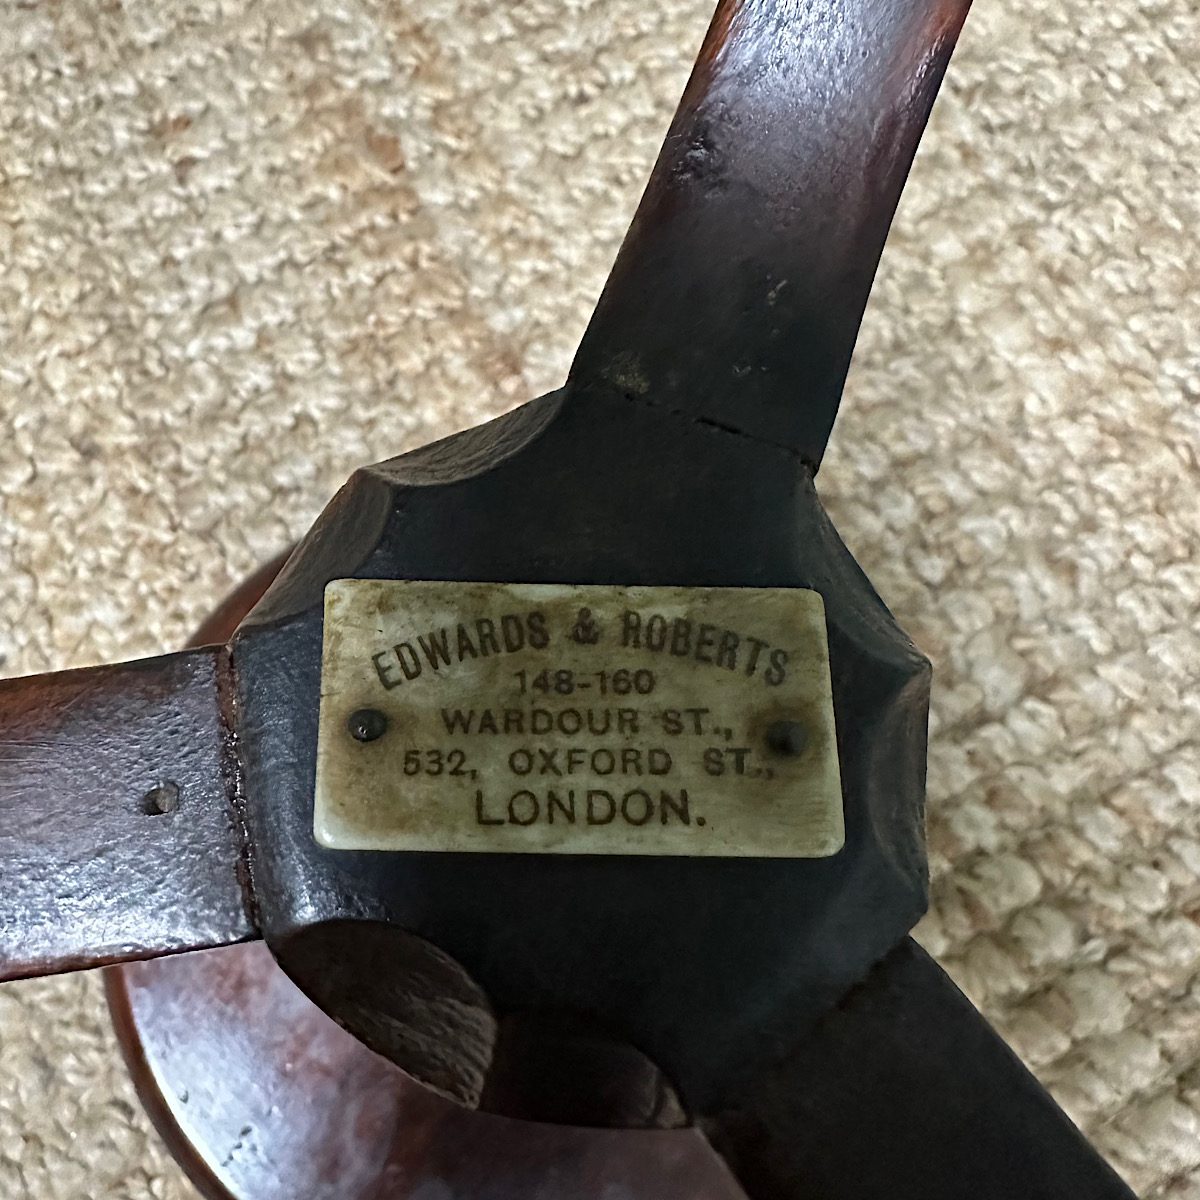 EDWARDS & ROBERTS
148-160
WARDOUR ST.,
532, OXFORD ST.,
LONDON.